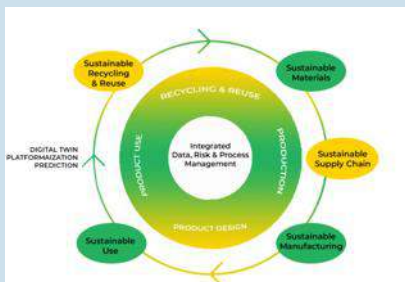 Sustainable
Recycling
& Reuse
Sustainable
Materials
RECYCLING & REUSE
DIGITAL TWIN
PLATFORMAIZATION
PREDICTION
PRODUCT USE
Integrated
Data, Risk & Process
Management
PRODUCTION
Sustainable
Supply Chain
PRODUCT DESIGN
Sustainable
Use
Sustainable
Manufacturing